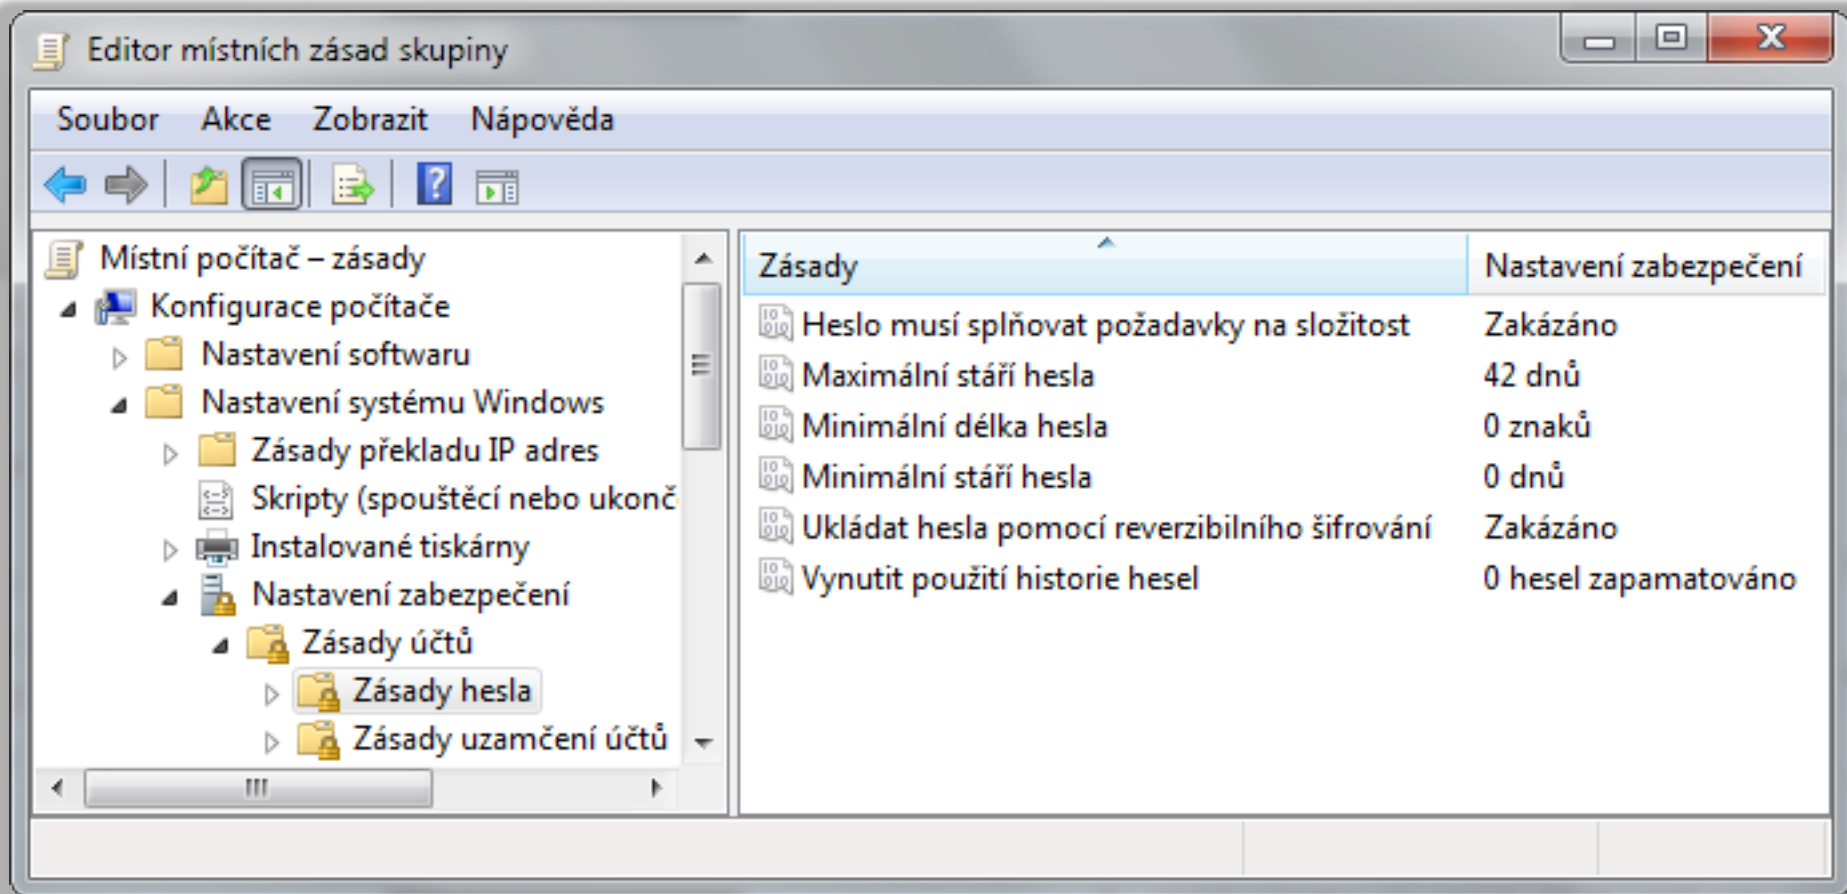 Editor místních zásad skupiny
Soubor Akce Zobrazit Nápověda
Místní počítač – zásady
Konfigurace počítače
Nastavení softwaru
Nastavení systému Windows
Zásady překladu IP adres
Skripty (spouštěcí nebo ukonč
Instalované tiskárny
Nastavení zabezpečení
Zásady účtů
Zásady hesla
Zásady uzamčení účtů
Zásady Nastavení zabezpečení
Heslo musí splňovat požadavky na složitost Zakázáno
Maximální stáří hesla 42 dnů
Minimální délka hesla 0 znaků
Minimální stáří hesla 0 dnů
Ukládat hesla pomocí reverzibilního šifrování Zakázáno
Vynutit použití historie hesel 0 hesel zapamatováno